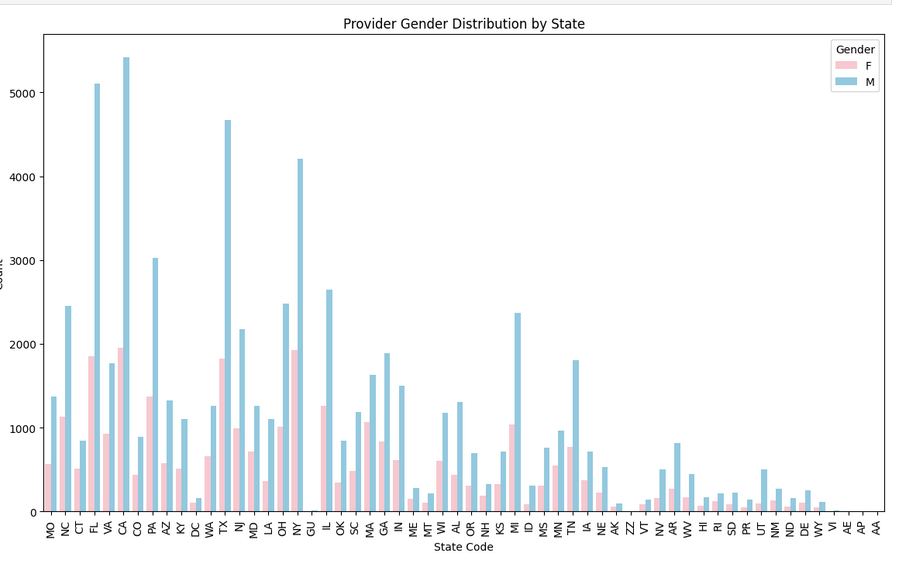 Provider Gender Distribution by State
Gender
F
M
5000
4000
3000
2000
1000
0
MO NC CT FL VA CA CO PA AZ KY DC WA TX NJ MD LA OH NY GU IL OK SC MA GA IN ME MT WI AL OR NH KS MI ID MS MN TN IA NE AK ZZ VT NV AR WV HI RI SD PR UT NM ND DE WY VI AE AP AA
State Code